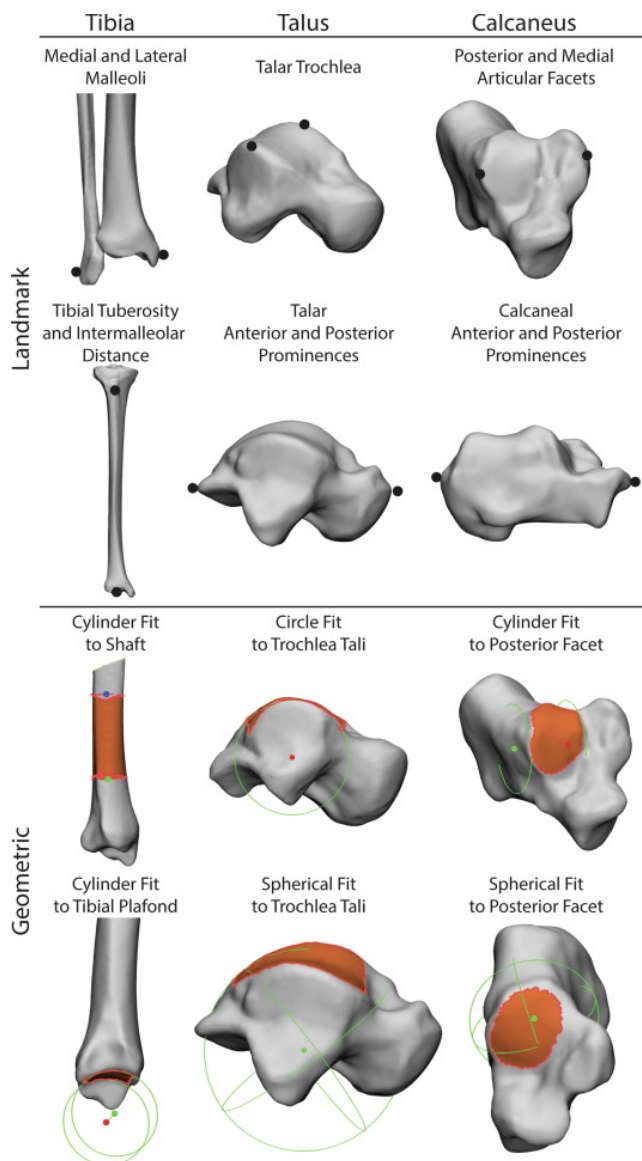 Tibia
Talus
Calcaneus
Landmark
Medial and Lateral
Malleoli
Talar Trochlea
Posterior and Medial
Articular Facets
Tibial Tuberosity
and Intermalleolar
Distance
Talar
Anterior and Posterior
Prominences
Calcaneal
Anterior and Posterior
Prominences
Geometric
Cylinder Fit
to Shaft
Circle Fit
to Trochlea Tali
Cylinder Fit
to Posterior Facet
Cylinder Fit
to Tibial Plafond
Spherical Fit
to Trochlea Tali
Spherical Fit
to Posterior Facet